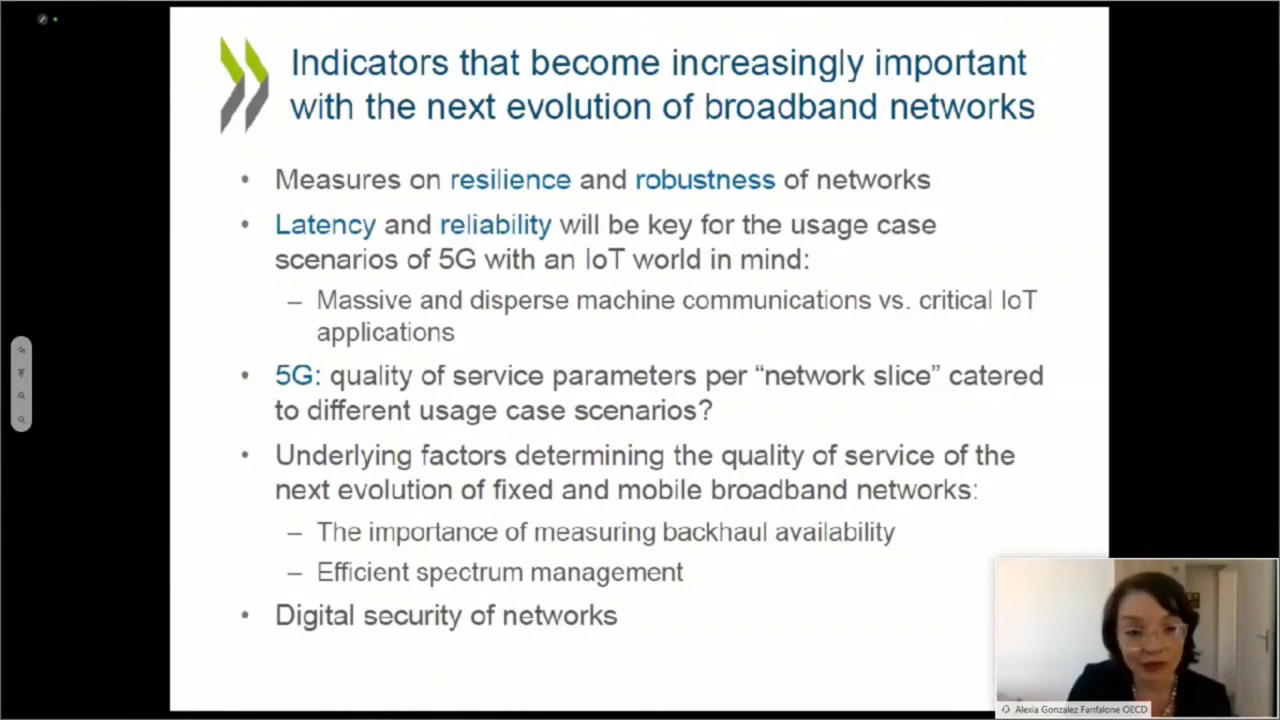 Indicators that become increasingly important
with the next evolution of broadband networks
• Measures on resilience and robustness of networks
• Latency and reliability will be key for the usage case
scenarios of 5G with an IoT world in mind:
– Massive and disperse machine communications vs. critical IoT
applications
• 5G: quality of service parameters per “network slice” catered
to different usage case scenarios?
• Underlying factors determining the quality of service of the
next evolution of fixed and mobile broadband networks:
– The importance of measuring backhaul availability
– Efficient spectrum management
• Digital security of networks
Alexia Gonzalez Fanfalone OECD